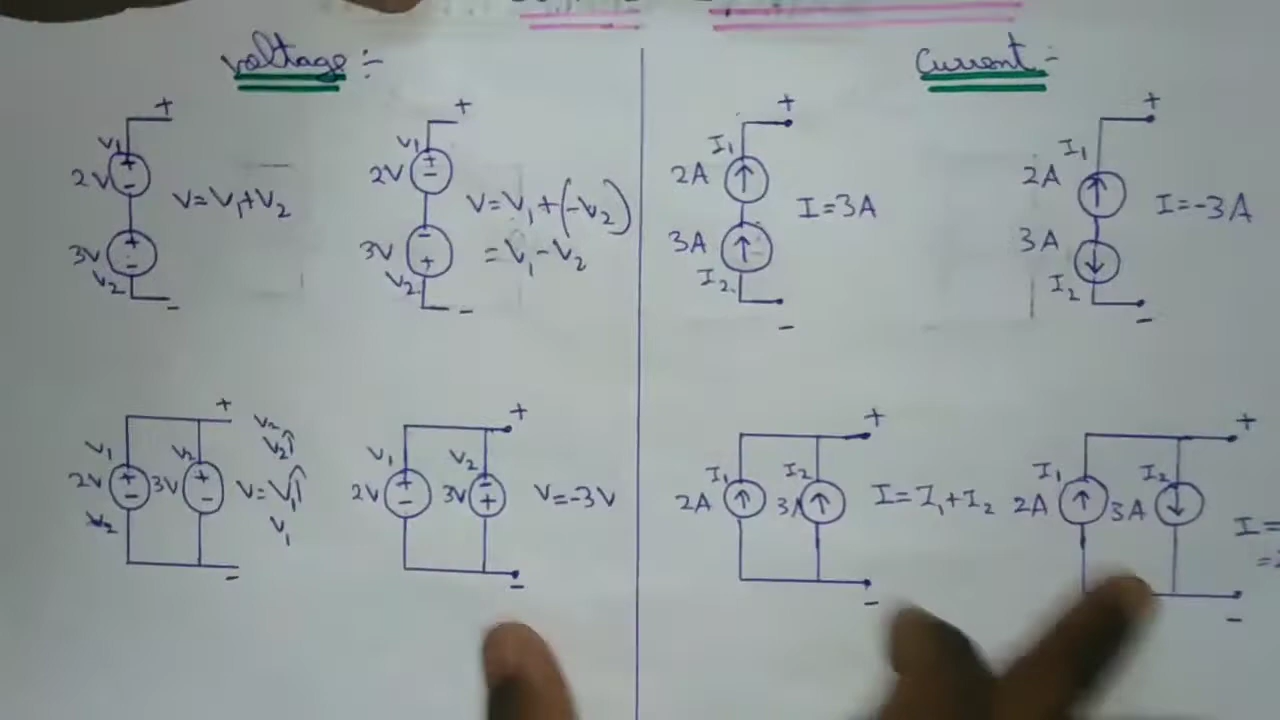 Voltage :-
+
V1
2V
+
-
3V
+
-
V2
-
V=V1+V2
+
V1
2V
+
-
3V
-
+
V2
-
V=V1+(-V2)
=V1-V2
+
V1
2V
+
-
V2
3V
+
-
-
V2↑
V=V1↑
V1
+
V1
2V
+
-
V2
3V
-
+
-
V=-3V
Current :-
+
I1
2A
↑
3A
↑
I2
-
I=3A
+
I1
2A
↑
3A
↓
I2
-
I=-3A
+
I1
2A
↑
I2
3A
↑
-
I=I1+I2
+
I1
2A
↑
I2
3A
↓
-
I=